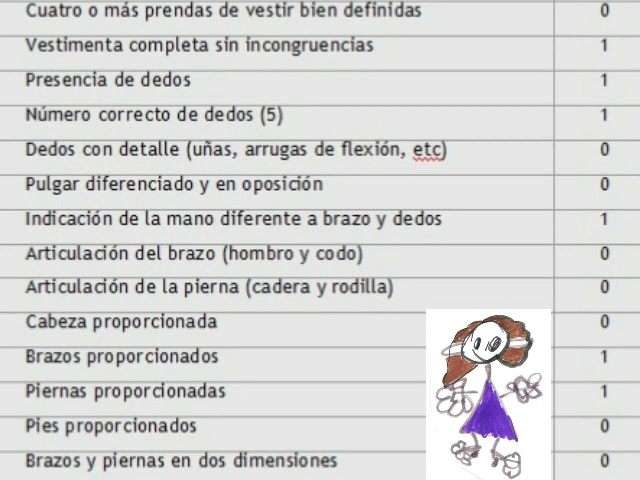 Cuatro o más prendas de vestir bien definidas 0
Vestimenta completa sin incongruencias 1
Presencia de dedos 1
Número correcto de dedos (5) 1
Dedos con detalle (uñas, arrugas de flexión, etc) 0
Pulgar diferenciado y en oposición 0
Indicación de la mano diferente a brazo y dedos 1
Articulación del brazo (hombro y codo) 0
Articulación de la pierna (cadera y rodilla) 0
Cabeza proporcionada 0
Brazos proporcionados 1
Piernas proporcionadas 1
Pies proporcionados 0
Brazos y piernas en dos dimensiones 0